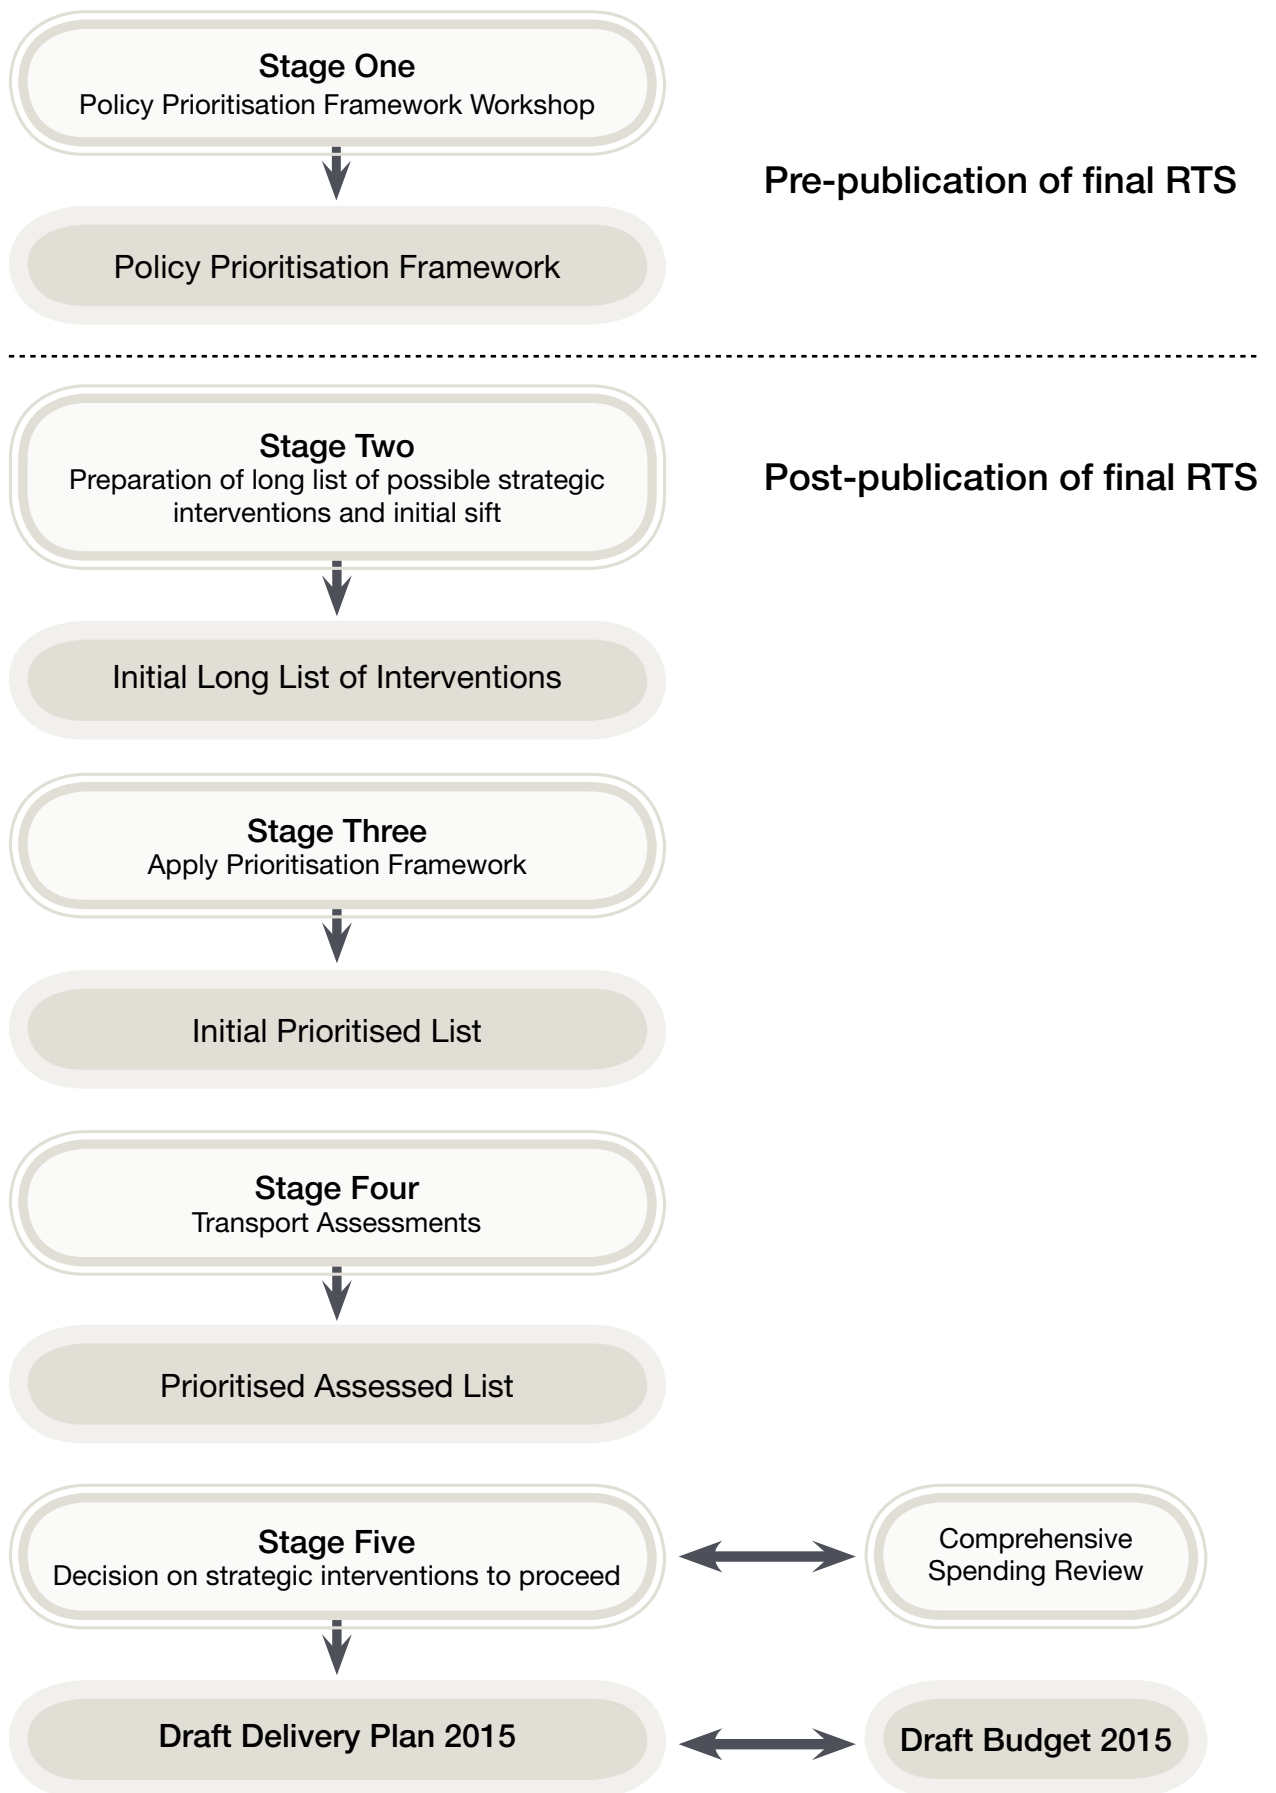 Stage One
Policy Prioritisation Framework Workshop
Pre-publication of final RTS
Policy Prioritisation Framework
Stage Two
Preparation of long list of possible strategic
interventions and initial sift
Post-publication of final RTS
Initial Long List of Interventions
Stage Three
Apply Prioritisation Framework
Initial Prioritised List
Stage Four
Transport Assessments
Prioritised Assessed List
Stage Five
Decision on strategic interventions to proceed
Comprehensive
Spending Review
Draft Delivery Plan 2015
Draft Budget 2015